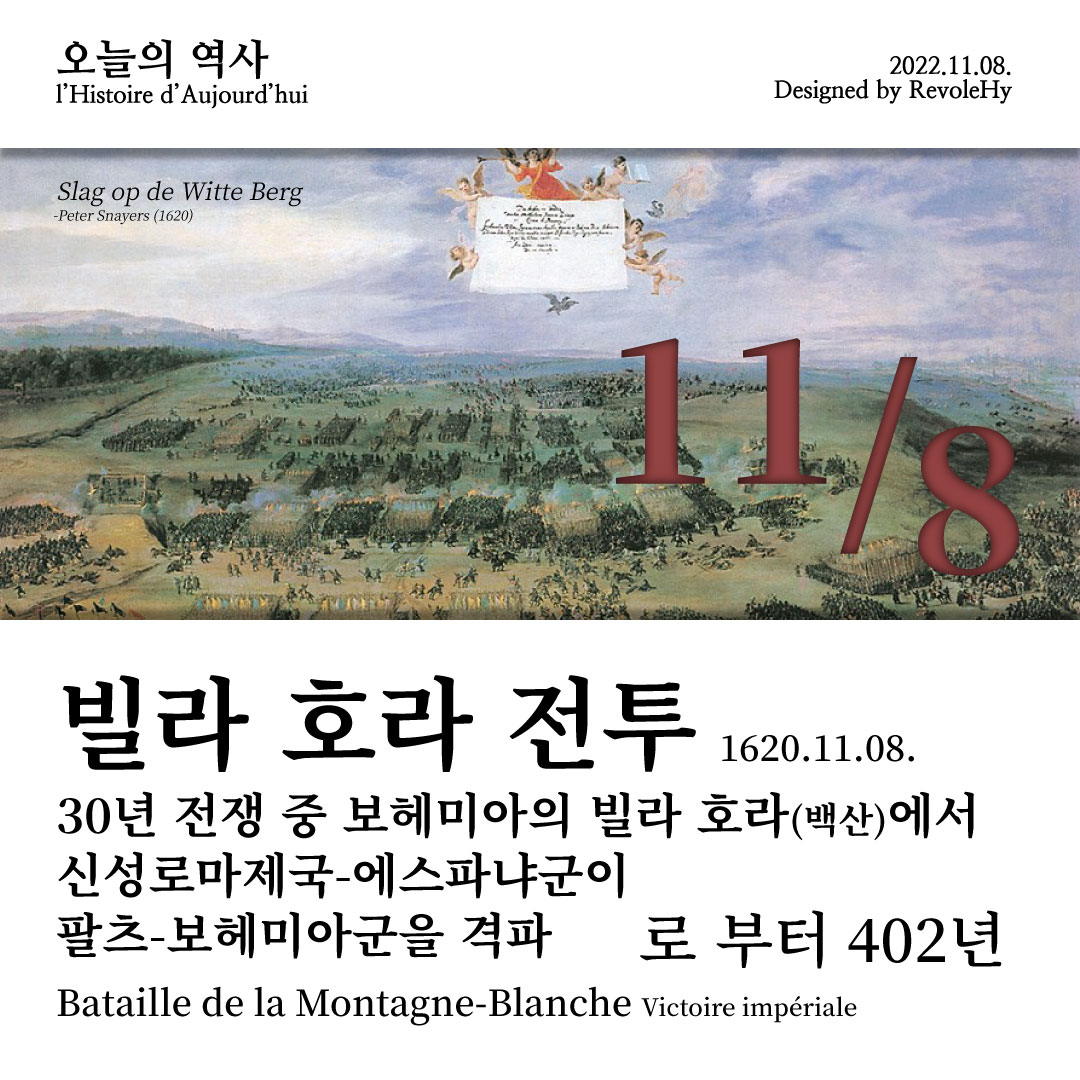 오늘의 역사
l'Histoire d'Aujourd'hui
2022.11.08.
Designed by RevoleHy
Slag op de Witte Berg
-Peter Snayers (1620)
11/8
빌라 호라 전투 1620.11.08.
30년 전쟁 중 보헤미아의 빌라 호라(백산)에서
신성로마제국-에스파냐군이
팔츠-보헤미아군을 격파 로 부터 402년
Bataille de la Montagne-Blanche Victoire impériale